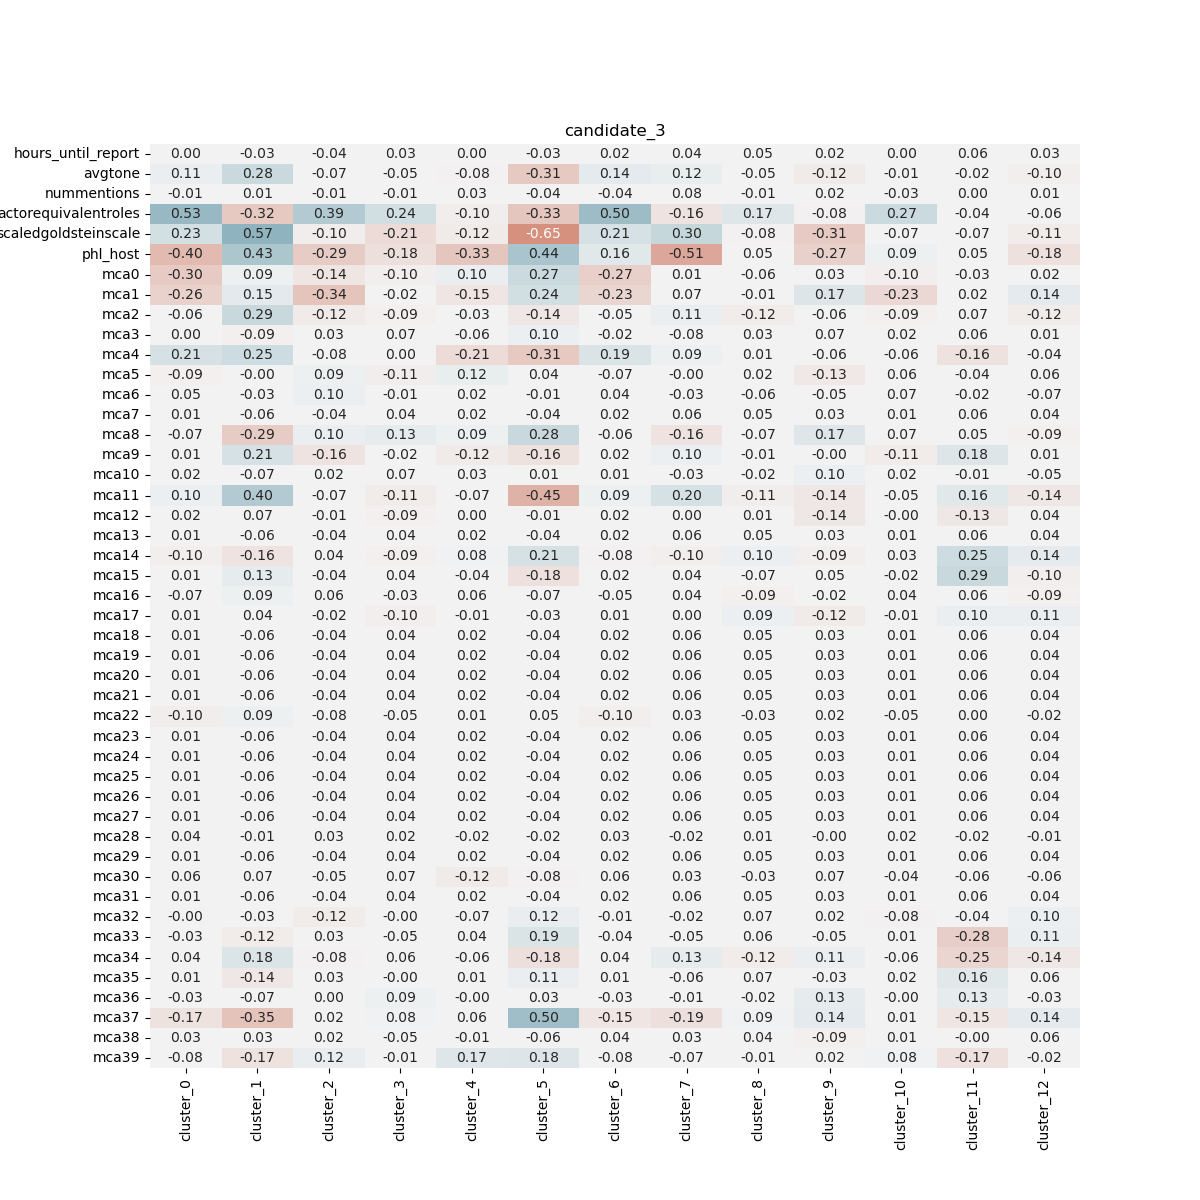 candidate_3
hours_until_report 0.00 -0.03 -0.04 0.03 0.00 -0.03 0.02 0.04 0.05 0.02 0.00 0.06 0.03
avgtone 0.11 0.28 -0.07 -0.05 -0.08 -0.31 0.14 0.12 -0.05 -0.12 -0.01 -0.02 -0.10
nummentions -0.01 0.01 -0.01 -0.01 0.03 -0.04 -0.04 0.08 -0.01 0.02 -0.03 0.00 0.01
actorequivalentroles 0.53 -0.32 0.39 0.24 -0.10 -0.33 0.50 -0.16 0.17 -0.08 0.27 -0.04 -0.06
scaledgoldsteinscale 0.23 0.57 -0.10 -0.21 -0.12 -0.65 0.21 0.30 -0.08 -0.31 -0.07 -0.07 -0.11
phl_host -0.40 0.43 -0.29 -0.18 -0.33 0.44 0.16 -0.51 0.05 -0.27 0.09 0.05 -0.18
mca0 -0.30 0.09 -0.14 -0.10 0.10 0.27 -0.27 0.01 -0.06 0.03 -0.10 -0.03 0.02
mca1 -0.26 0.15 -0.34 -0.02 -0.15 0.24 -0.23 0.07 -0.01 0.17 -0.23 0.02 0.14
mca2 -0.06 0.29 -0.12 -0.09 -0.03 -0.14 -0.05 0.11 -0.12 -0.06 -0.09 0.07 -0.12
mca3 0.00 -0.09 0.03 0.07 -0.06 0.10 -0.02 -0.08 0.03 0.07 0.02 0.06 0.01
mca4 0.21 0.25 -0.08 0.00 -0.21 -0.31 0.19 0.09 0.01 -0.06 -0.06 -0.16 -0.04
mca5 -0.09 -0.00 0.09 -0.11 0.12 0.04 -0.07 -0.00 0.02 -0.13 0.06 -0.04 0.06
mca6 0.05 -0.03 0.10 -0.01 0.02 -0.01 0.04 -0.03 -0.06 -0.05 0.07 -0.02 -0.07
mca7 0.01 -0.06 -0.04 0.04 0.02 -0.04 0.02 0.06 0.05 0.03 0.01 0.06 0.04
mca8 -0.07 -0.29 0.10 0.13 0.09 0.28 -0.06 -0.16 -0.07 0.17 0.07 0.05 -0.09
mca9 0.01 0.21 -0.16 -0.02 -0.12 -0.16 0.02 0.10 -0.01 -0.00 -0.11 0.18 0.01
mca10 0.02 -0.07 0.02 0.07 0.03 0.01 0.01 -0.03 -0.02 0.10 0.02 -0.01 -0.05
mca11 0.10 0.40 -0.07 -0.11 -0.07 -0.45 0.09 0.20 -0.11 -0.14 -0.05 0.16 -0.14
mca12 0.02 0.07 -0.01 -0.09 0.00 -0.01 0.02 0.00 0.01 -0.14 -0.00 -0.13 0.04
mca13 0.01 -0.06 -0.04 0.04 0.02 -0.04 0.02 0.06 0.05 0.03 0.01 0.06 0.04
mca14 -0.10 -0.16 0.04 -0.09 0.08 0.21 -0.08 -0.10 0.10 -0.09 0.03 0.25 0.14
mca15 0.01 0.13 -0.04 0.04 -0.04 -0.18 0.02 0.04 -0.07 0.05 -0.02 0.29 -0.10
mca16 -0.07 0.09 0.06 -0.03 0.06 -0.07 -0.05 0.04 -0.09 -0.02 0.04 0.06 -0.09
mca17 0.01 0.04 -0.02 -0.10 -0.01 -0.03 0.01 0.00 0.09 -0.12 -0.01 0.10 0.11
mca18 0.01 -0.06 -0.04 0.04 0.02 -0.04 0.02 0.06 0.05 0.03 0.01 0.06 0.04
mca19 0.01 -0.06 -0.04 0.04 0.02 -0.04 0.02 0.06 0.05 0.03 0.01 0.06 0.04
mca20 0.01 -0.06 -0.04 0.04 0.02 -0.04 0.02 0.06 0.05 0.03 0.01 0.06 0.04
mca21 0.01 -0.06 -0.04 0.04 0.02 -0.04 0.02 0.06 0.05 0.03 0.01 0.06 0.04
mca22 -0.10 0.09 -0.08 -0.05 0.01 0.05 -0.10 0.03 -0.03 0.02 -0.05 0.00 -0.02
mca23 0.01 -0.06 -0.04 0.04 0.02 -0.04 0.02 0.06 0.05 0.03 0.01 0.06 0.04
mca24 0.01 -0.06 -0.04 0.04 0.02 -0.04 0.02 0.06 0.05 0.03 0.01 0.06 0.04
mca25 0.01 -0.06 -0.04 0.04 0.02 -0.04 0.02 0.06 0.05 0.03 0.01 0.06 0.04
mca26 0.01 -0.06 -0.04 0.04 0.02 -0.04 0.02 0.06 0.05 0.03 0.01 0.06 0.04
mca27 0.01 -0.06 -0.04 0.04 0.02 -0.04 0.02 0.06 0.05 0.03 0.01 0.06 0.04
mca28 0.04 -0.01 0.03 0.02 -0.02 -0.02 0.03 -0.02 0.01 -0.00 0.02 -0.02 -0.01
mca29 0.01 -0.06 -0.04 0.04 0.02 -0.04 0.02 0.06 0.05 0.03 0.01 0.06 0.04
mca30 0.06 0.07 -0.05 0.07 -0.12 -0.08 0.06 0.03 -0.03 0.07 -0.04 -0.06 -0.06
mca31 0.01 -0.06 -0.04 0.04 0.02 -0.04 0.02 0.06 0.05 0.03 0.01 0.06 0.04
mca32 -0.00 -0.03 -0.12 -0.00 -0.07 0.12 -0.01 -0.02 0.07 0.02 -0.08 -0.04 0.10
mca33 -0.03 -0.12 0.03 -0.05 0.04 0.19 -0.04 -0.05 0.06 -0.05 0.01 -0.28 0.11
mca34 0.04 0.18 -0.08 0.06 -0.06 -0.18 0.04 0.13 -0.12 0.11 -0.06 -0.25 -0.14
mca35 0.01 -0.14 0.03 -0.00 0.01 0.11 0.01 -0.06 0.07 -0.03 0.02 0.16 0.06
mca36 -0.03 -0.07 0.00 0.09 -0.00 0.03 -0.03 -0.01 -0.02 0.13 -0.00 0.13 -0.03
mca37 -0.17 -0.35 0.02 0.08 0.06 0.50 -0.15 -0.19 0.09 0.14 0.01 -0.15 0.14
mca38 0.03 0.03 0.02 -0.05 -0.01 -0.06 0.04 0.03 0.04 -0.09 0.01 -0.00 0.06
mca39 -0.08 -0.17 0.12 -0.01 0.17 0.18 -0.08 -0.07 -0.01 0.02 0.08 -0.17 -0.02
cluster_0 cluster_1 cluster_2 cluster_3 cluster_4 cluster_5 cluster_6 cluster_7 cluster_8 cluster_9 cluster_10 cluster_11 cluster_12